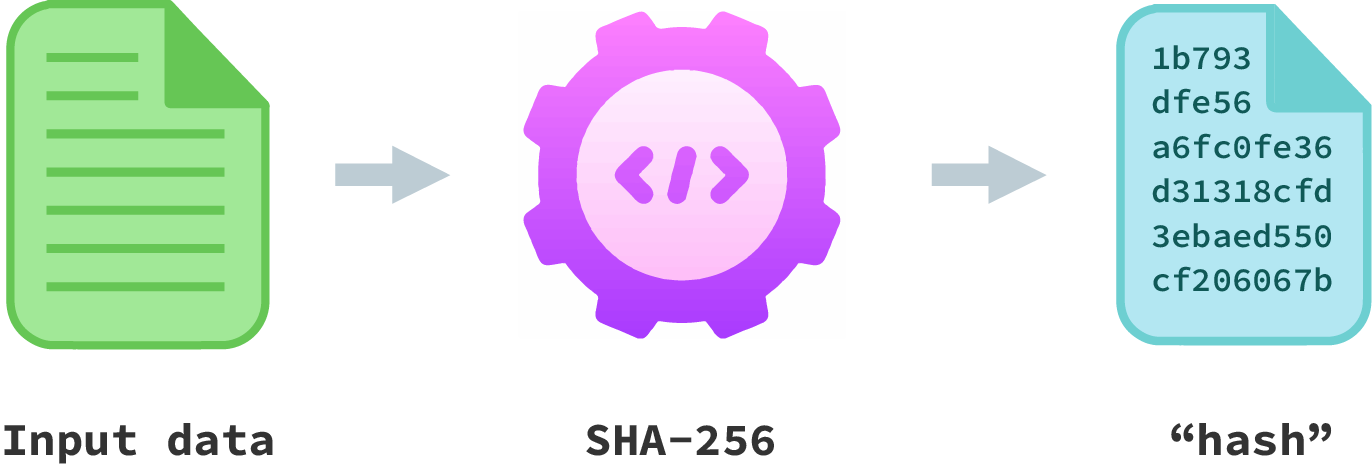 1b793
dfe56
a6fc0fe36
d31318cfd
3ebaed550
cf206067b
</>
Input data
SHA-256
“hash”